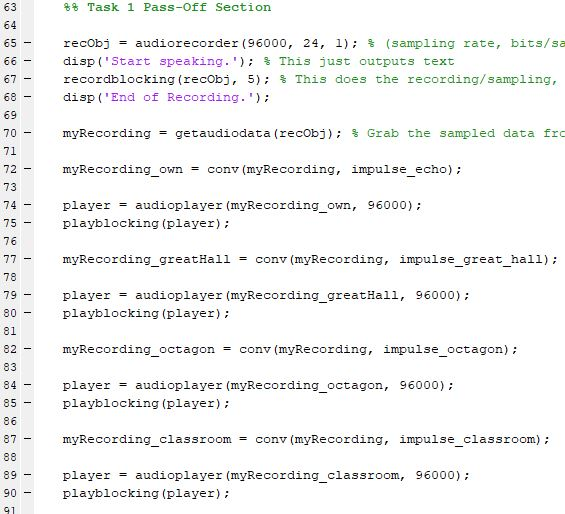 63 %% Task 1 Pass-Off Section
64
65 – recObj = audiorecorder(96000, 24, 1); % (sampling rate, bits/sa
66 – disp('Start speaking.'); % This just outputs text
67 – recordblocking(recObj, 5); % This does the recording/sampling,
68 – disp('End of Recording.');
69
70 – myRecording = getaudiodata(recObj); % Grab the sampled data fro
71
72 – myRecording_own = conv(myRecording, impulse_echo);
73
74 – player = audioplayer(myRecording_own, 96000);
75 – playblocking(player);
76
77 – myRecording_greatHall = conv(myRecording, impulse_great_hall);
78
79 – player = audioplayer(myRecording_greatHall, 96000);
80 – playblocking(player);
81
82 – myRecording_octagon = conv(myRecording, impulse_octagon);
83
84 – player = audioplayer(myRecording_octagon, 96000);
85 – playblocking(player);
86
87 – myRecording_classroom = conv(myRecording, impulse_classroom);
88
89 – player = audioplayer(myRecording_classroom, 96000);
90 – playblocking(player);
91